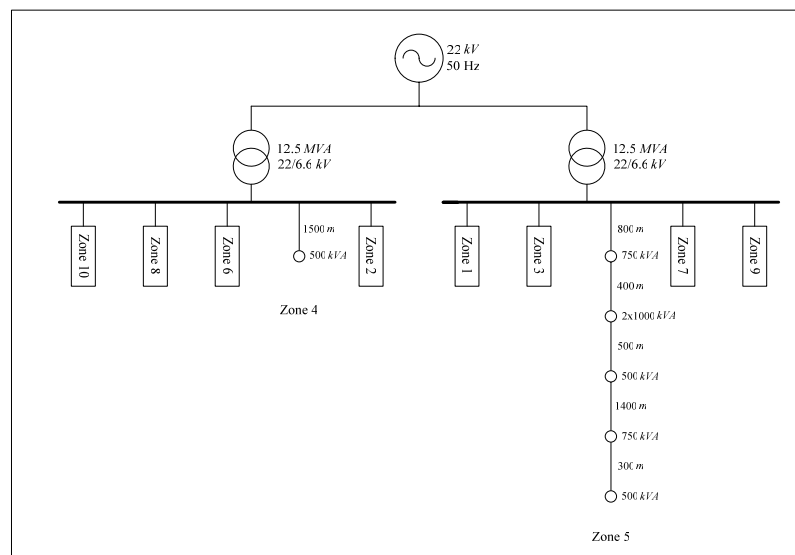 22 kV
50 Hz
12.5 MVA
22/6.6 kV
12.5 MVA
22/6.6 kV
Zone 10
Zone 8
Zone 6
1500 m
500 kVA
Zone 2
Zone 4
Zone 1
Zone 3
800 m
750 kVA
400 m
2x1000 kVA
500 m
500 kVA
1400 m
750 kVA
300 m
500 kVA
Zone 7
Zone 9
Zone 5